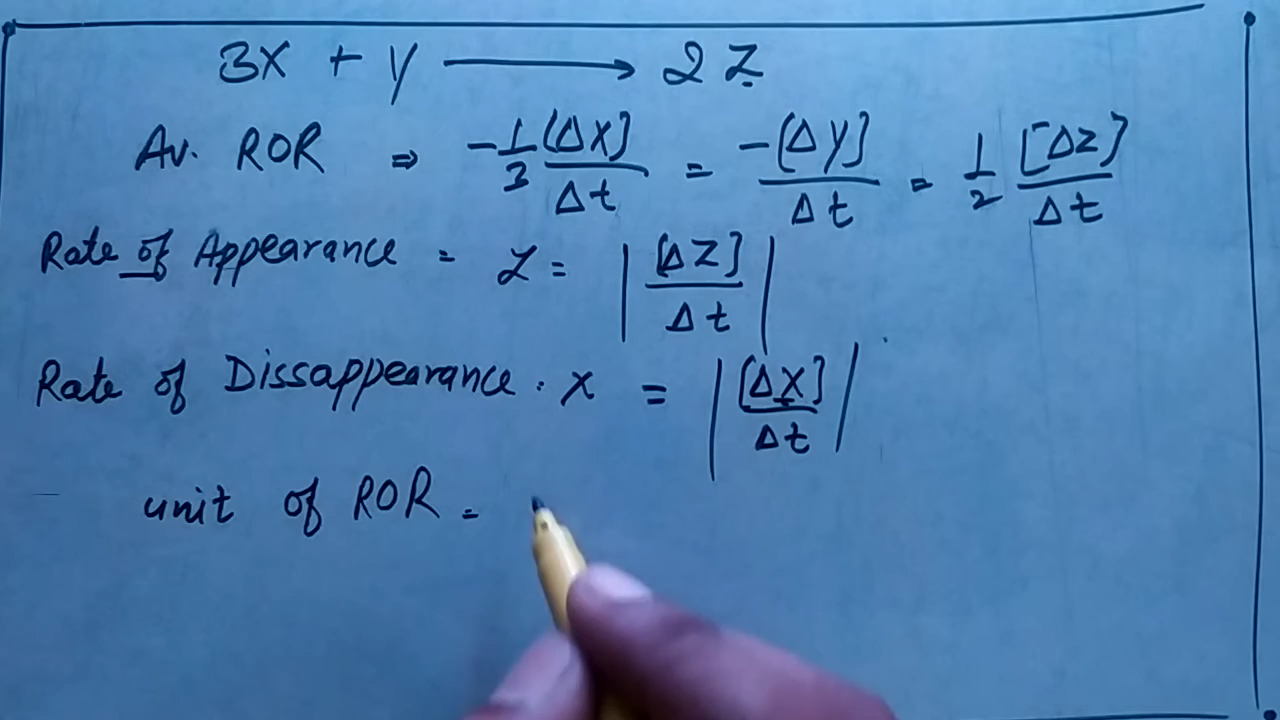 3X + Y ⟶ 2 Z
Av. ROR ⇒ -1/3 [ΔX]/Δt = -[ΔY]/Δt = 1/2 [ΔZ]/Δt
Rate of Appearance = Z = |[ΔZ]/Δt|
Rate of Dissappearance · X = |[ΔX]/Δt|
unit of ROR =